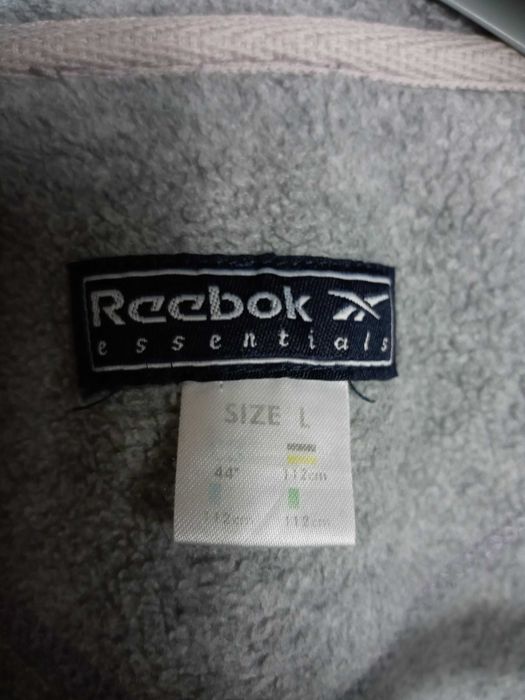 Reebok
essentials
SIZE L
44" 112cm
112cm 112cm